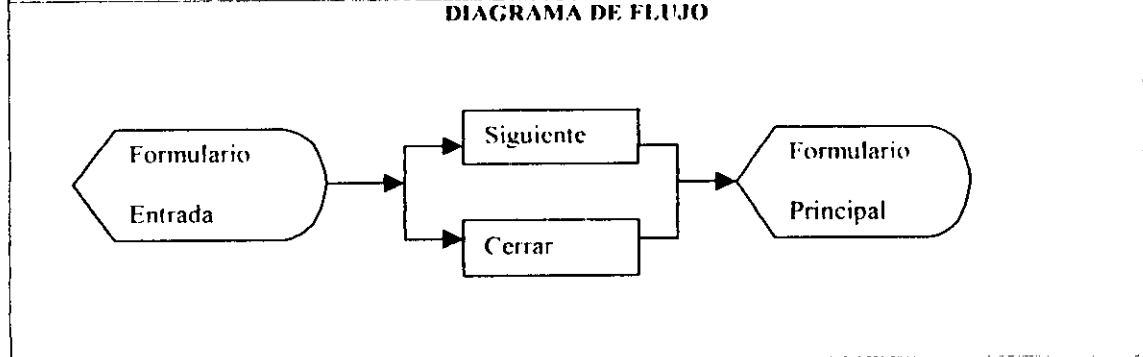 DIAGRAMA DE FLUJO
Formulario
Entrada
Siguiente
Cerrar
Formulario
Principal